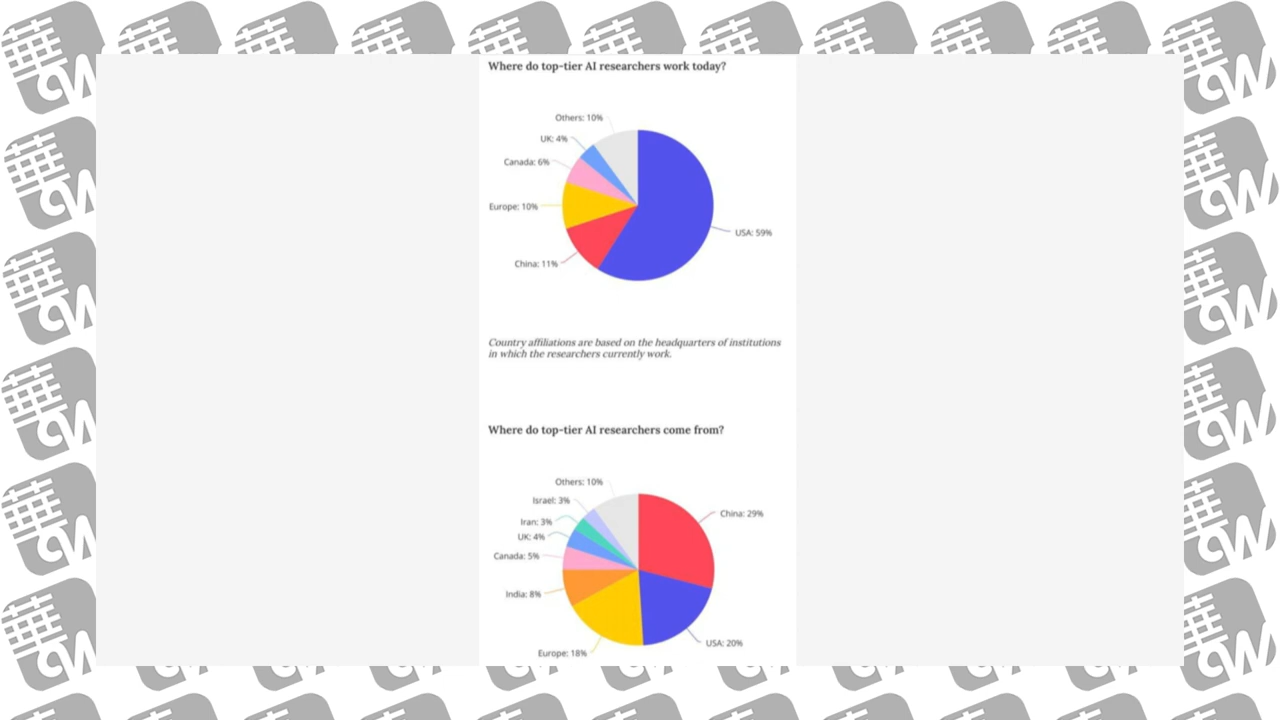 Where do top-tier AI researchers work today?
Others: 10%
UK: 4%
Canada: 6%
Europe: 10%
USA: 59%
China: 11%
Country affiliations are based on the headquarters of institutions
in which the researchers currently work.
Where do top-tier AI researchers come from?
Others: 10%
Israel: 3%
China: 29%
Iran: 3%
UK: 4%
Canada: 5%
India: 8%
USA: 20%
Europe: 18%